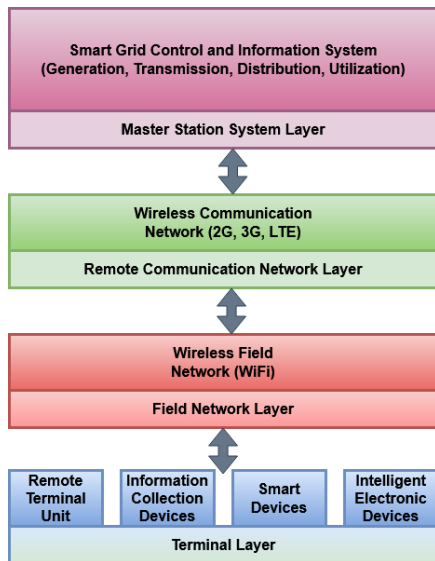 Smart Grid Control and Information System
(Generation, Transmission, Distribution, Utilization)
Master Station System Layer
Wireless Communication
Network (2G, 3G, LTE)
Remote Communication Network Layer
Wireless Field
Network (WiFi)
Field Network Layer
Remote
Terminal
Unit
Information
Collection
Devices
Smart
Devices
Intelligent
Electronic
Devices
Terminal Layer